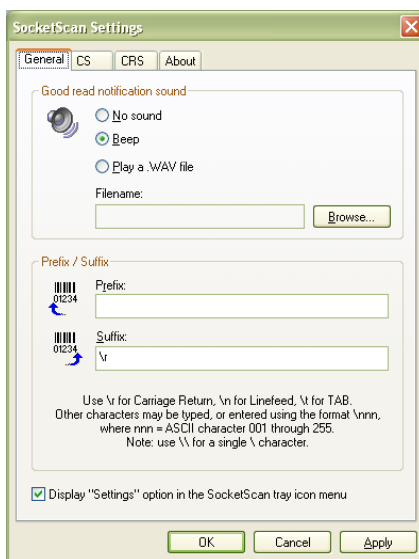 SocketScan Settings
General CS CRS About
Good read notification sound
No sound
Beep
Play a .WAV file
Filename:
Browse...
Prefix / Suffix
01234
Prefix:
01234
Suffix:
\r
Use \r for Carriage Return, \n for Linefeed, \t for TAB.
Other characters may be typed, or entered using the format \nnn,
where nnn = ASCII character 001 through 255.
Note: use \\ for a single \ character.
Display "Settings" option in the SocketScan tray icon menu
OK Cancel Apply